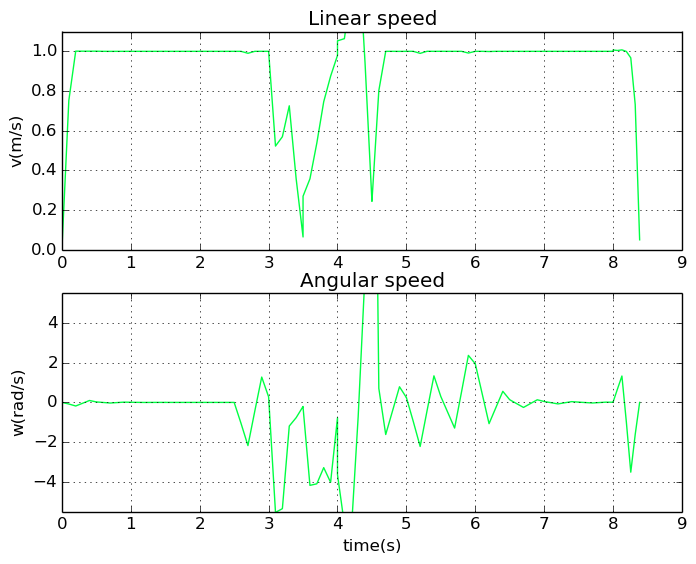 Linear speed
1.0
0.8
0.6
0.4
0.2
0.0
v(m/s)
0 1 2 3 4 5 6 7 8 9
Angular speed
4
2
0
−2
−4
w(rad/s)
0 1 2 3 4 5 6 7 8 9
time(s)